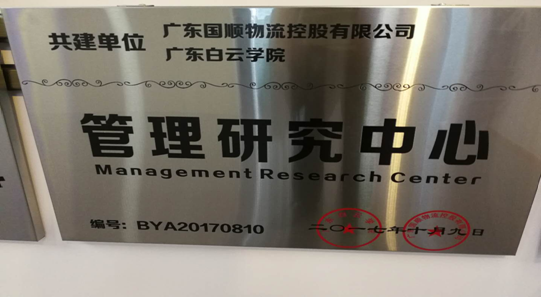 共建单位
广东国顺物流控股有限公司
广东白云学院
管理研究中心
Management Research Center
编号: BYA20170810
二〇一七年十月九日